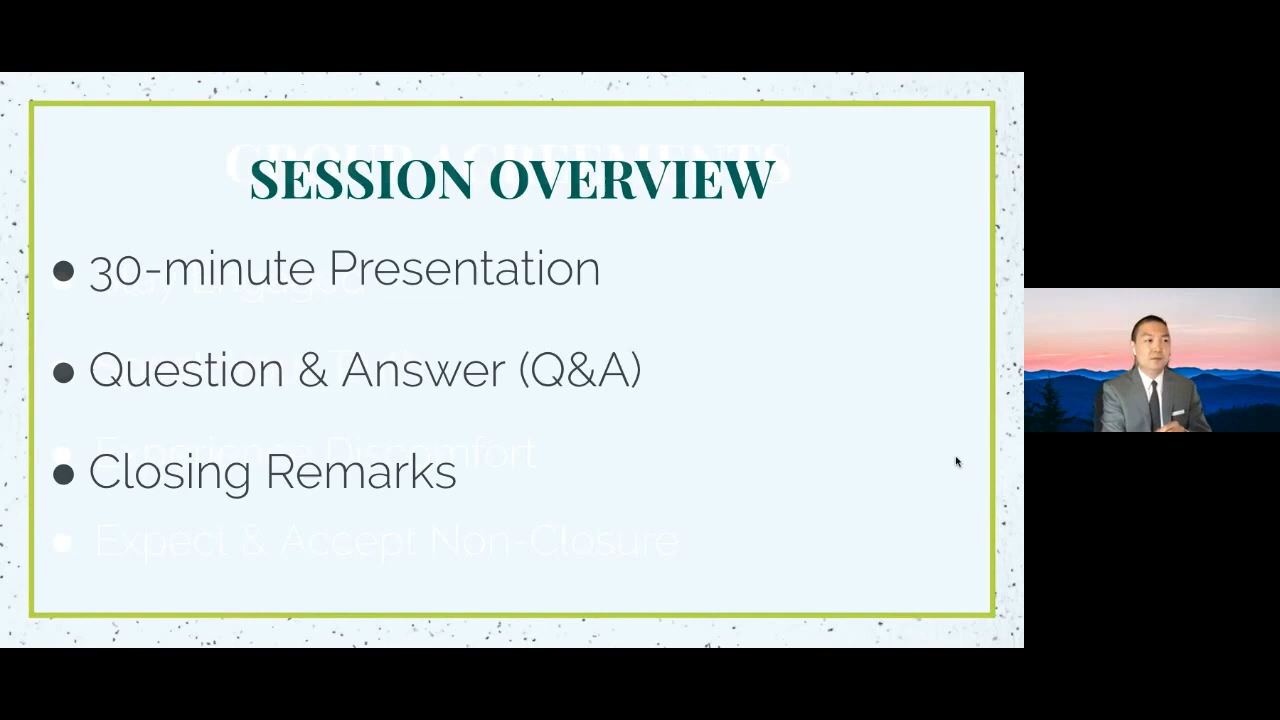 GROUP AGREEMENTS
SESSION OVERVIEW
● 30-minute Presentation
● Question & Answer (Q&A)
● Experience Discomfort
● Closing Remarks
● Expect & Accept Non-Closure